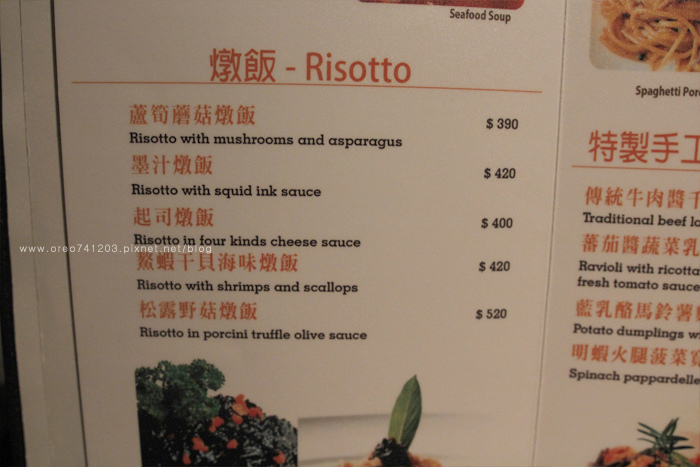 Seafood Soup
燉飯 - Risotto
蘆筍蘑菇燉飯
Risotto with mushrooms and asparagus
$ 390
墨汁燉飯
Risotto with squid ink sauce
$ 420
起司燉飯
Risotto in four kinds cheese sauce
$ 400
www.oreo741203.pixnet.net/blog
鰲蝦干貝海味燉飯
Risotto with shrimps and scallops
$ 420
松露野菇燉飯
Risotto in porcini truffle olive sauce
$ 520
Spaghetti Por
特製手工
傳統牛肉醬千
Traditional beef la
蕃茄醬蔬菜乳
Ravioli with ricotta
fresh tomato sauce
藍乳酪馬鈴薯
Potato dumplings w
明蝦火腿菠菜寬
Spinach pappardelle